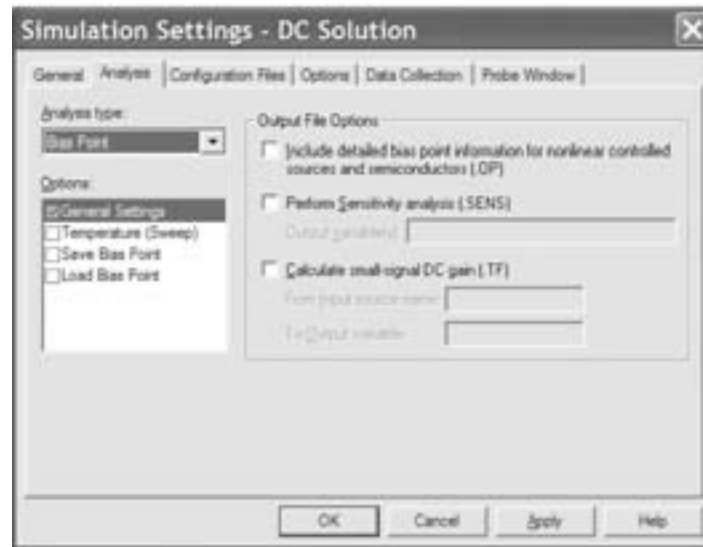 Simulation Settings - DC Solution
General Analysis Configuration Files Options Data Collection Probe Window
Analysis type:
Bias Point
Options:
General Settings
Temperature (Sweep)
Save Bias Point
Load Bias Point
Output File Options
Include detailed bias point information for nonlinear controlled
sources and semiconductors (.OP)
Perform Sensitivity analysis (.SENS)
Output variable(s):
Calculate small-signal DC gain (.TF)
From Input source name:
To Output variable:
OK Cancel Apply Help